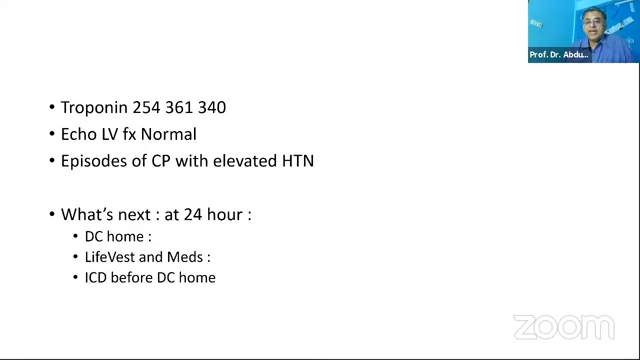 Prof. Dr. Abdu...
• Troponin 254 361 340
• Echo LV fx Normal
• Episodes of CP with elevated HTN
• What's next : at 24 hour :
• DC home :
• LifeVest and Meds :
• ICD before DC home
zoom